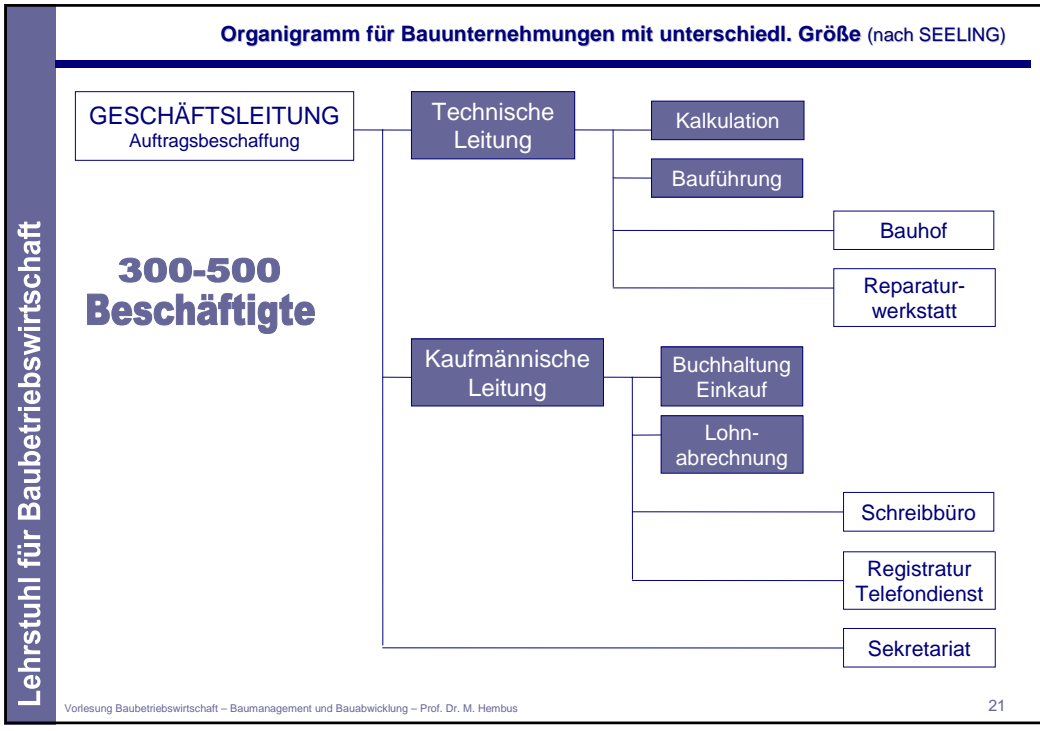 Organigramm für Bauunternehmungen mit unterschiedl. Größe (nach SEELING)
Lehrstuhl für Baubetriebswirtschaft
GESCHÄFTSLEITUNG
Auftragsbeschaffung
300-500
Beschäftigte
Technische
Leitung
Kalkulation
Bauführung
Bauhof
Reparatur-
werkstatt
Kaufmännische
Leitung
Buchhaltung
Einkauf
Lohn-
abrechnung
Schreibbüro
Registratur
Telefondienst
Sekretariat
Vorlesung Baubetriebswirtschaft – Baumanagement und Bauabwicklung – Prof. Dr. M. Hembus
21